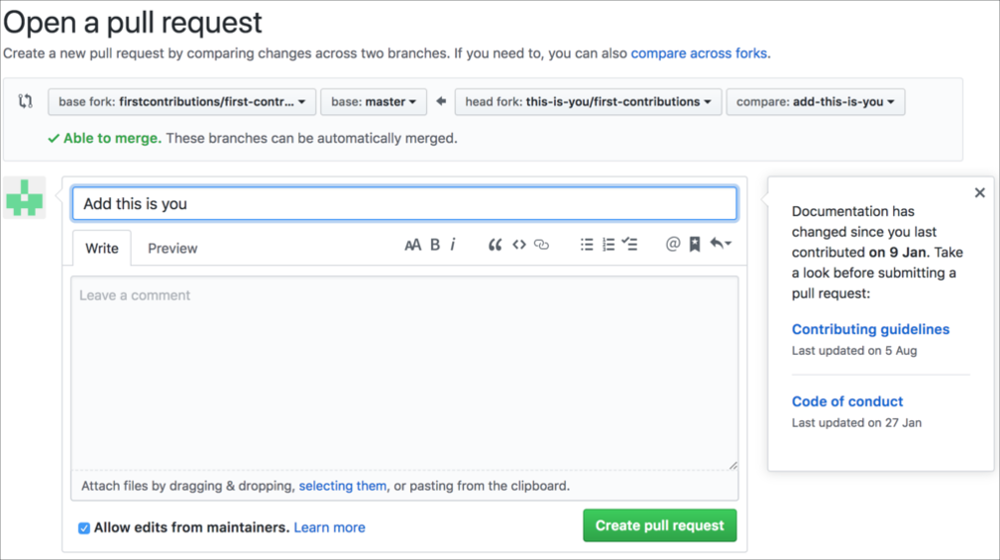 Open a pull request
Create a new pull request by comparing changes across two branches. If you need to, you can also compare across forks.
base fork: firstcontributions/first-contr... base: master head fork: this-is-you/first-contributions compare: add-this-is-you
Able to merge. These branches can be automatically merged.
Add this is you
Write Preview AA B i
Leave a comment
Attach files by dragging & dropping, selecting them, or pasting from the clipboard.
Allow edits from maintainers. Learn more Create pull request
Documentation has
changed since you last
contributed on 9 Jan. Take
a look before submitting a
pull request:
Contributing guidelines
Last updated on 5 Aug
Code of conduct
Last updated on 27 Jan